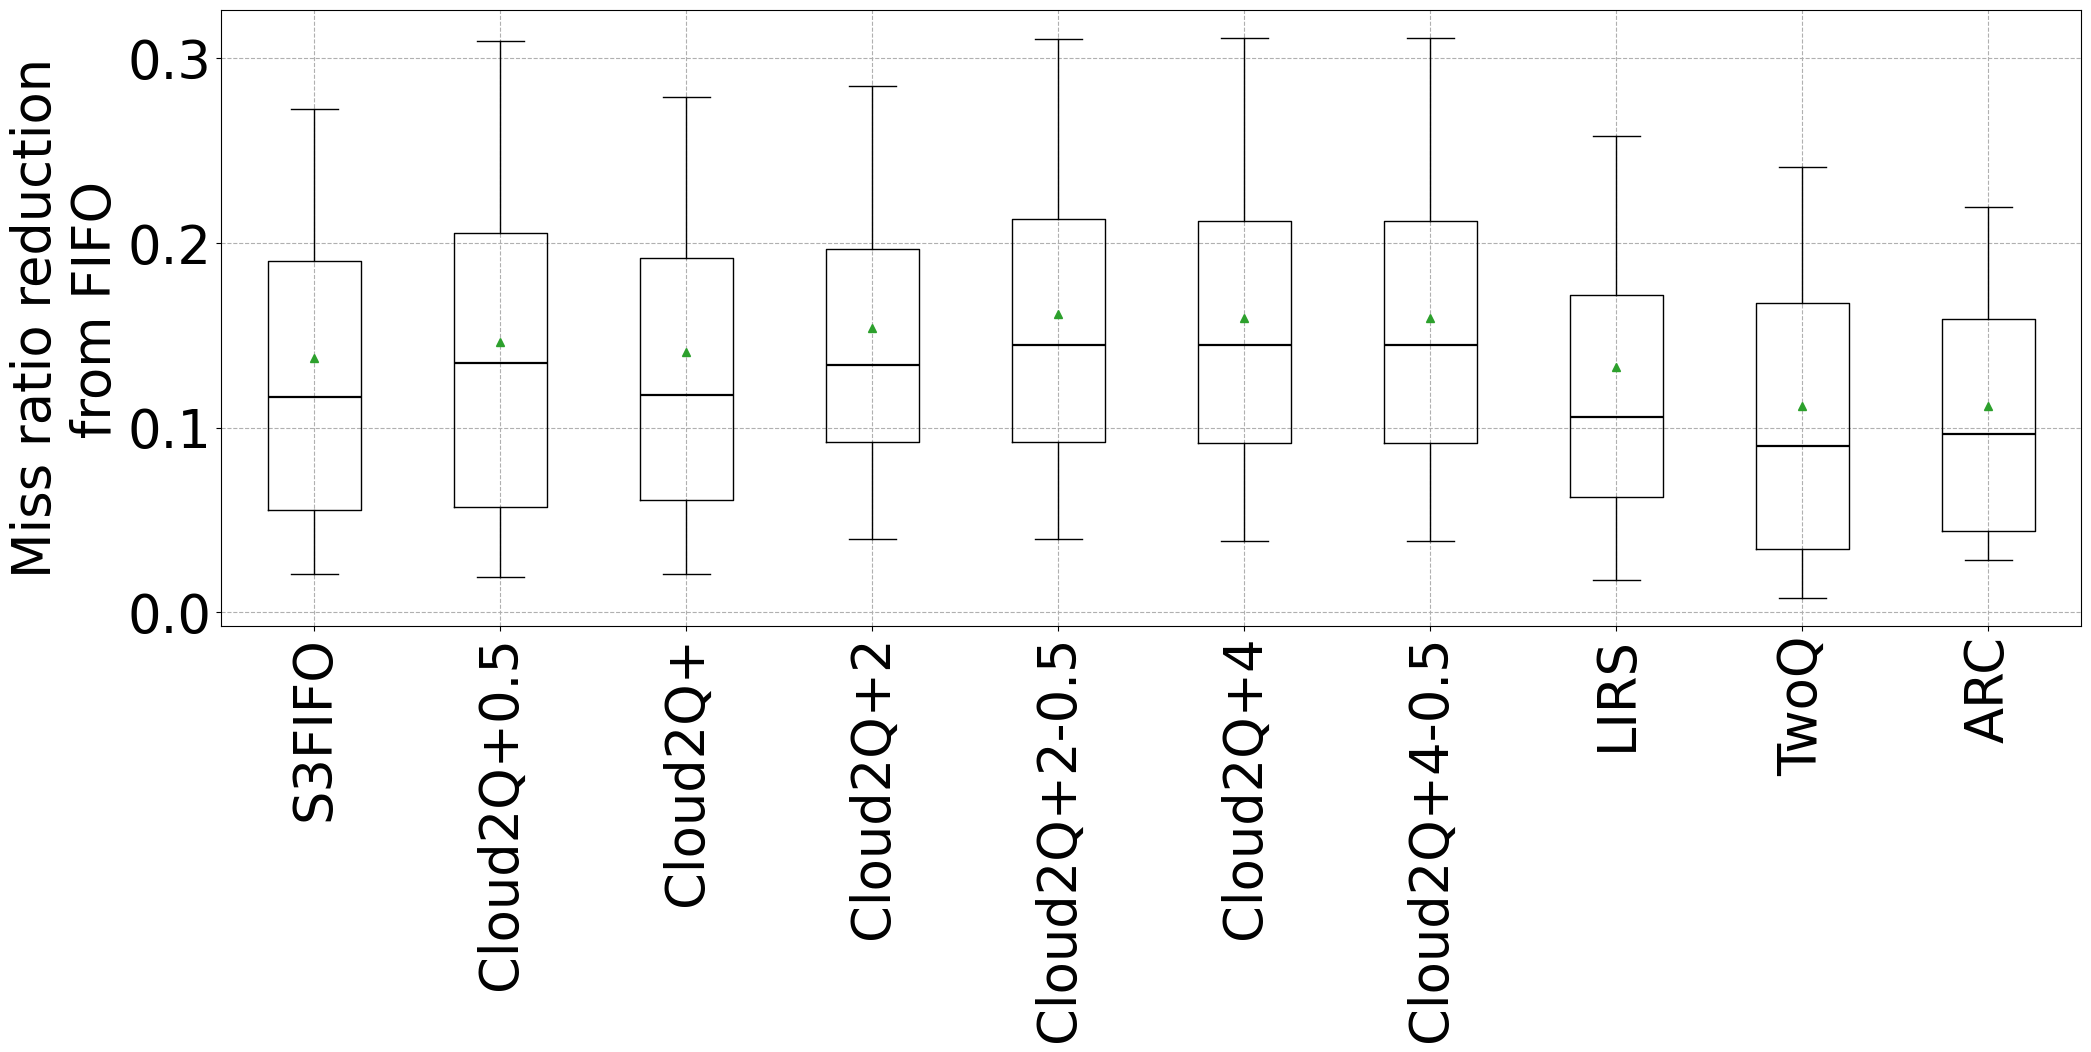 Miss ratio reduction
from FIFO
0.3
0.2
0.1
0.0
S3FIFO
Cloud2Q+0.5
Cloud2Q+
Cloud2Q+2
Cloud2Q+2-0.5
Cloud2Q+4
Cloud2Q+4-0.5
LIRS
TwoQ
ARC